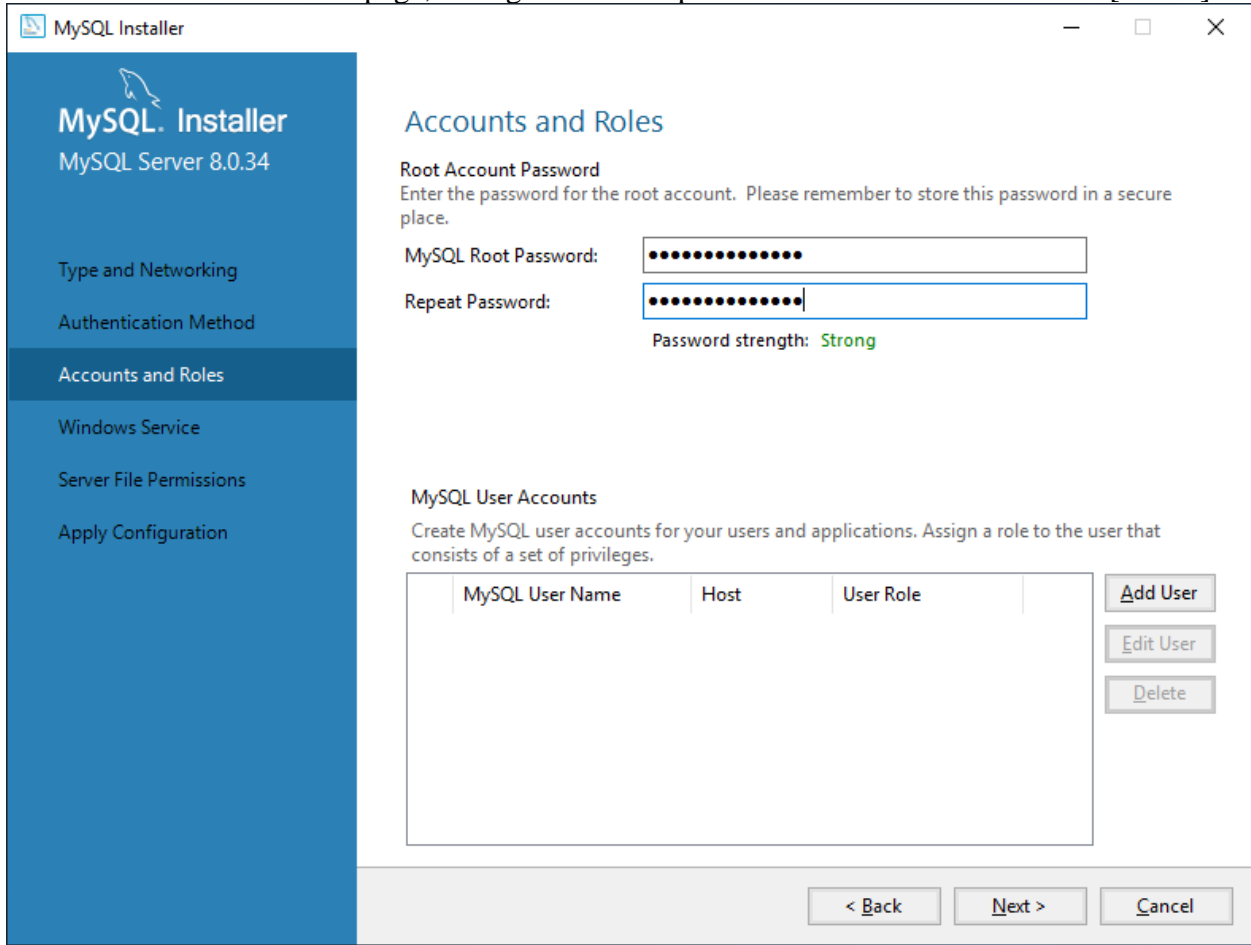 MySQL Installer
MySQL. Installer
MySQL Server 8.0.34
Type and Networking
Authentication Method
Accounts and Roles
Windows Service
Server File Permissions
Apply Configuration
Accounts and Roles
Root Account Password
Enter the password for the root account.  Please remember to store this password in a secure
place.
MySQL Root Password: ●●●●●●●●●●●●●●
Repeat Password: ●●●●●●●●●●●●●●
Password strength: Strong
MySQL User Accounts
Create MySQL user accounts for your users and applications. Assign a role to the user that
consists of a set of privileges.
MySQL User Name Host User Role
Add User
Edit User
Delete
< Back Next > Cancel